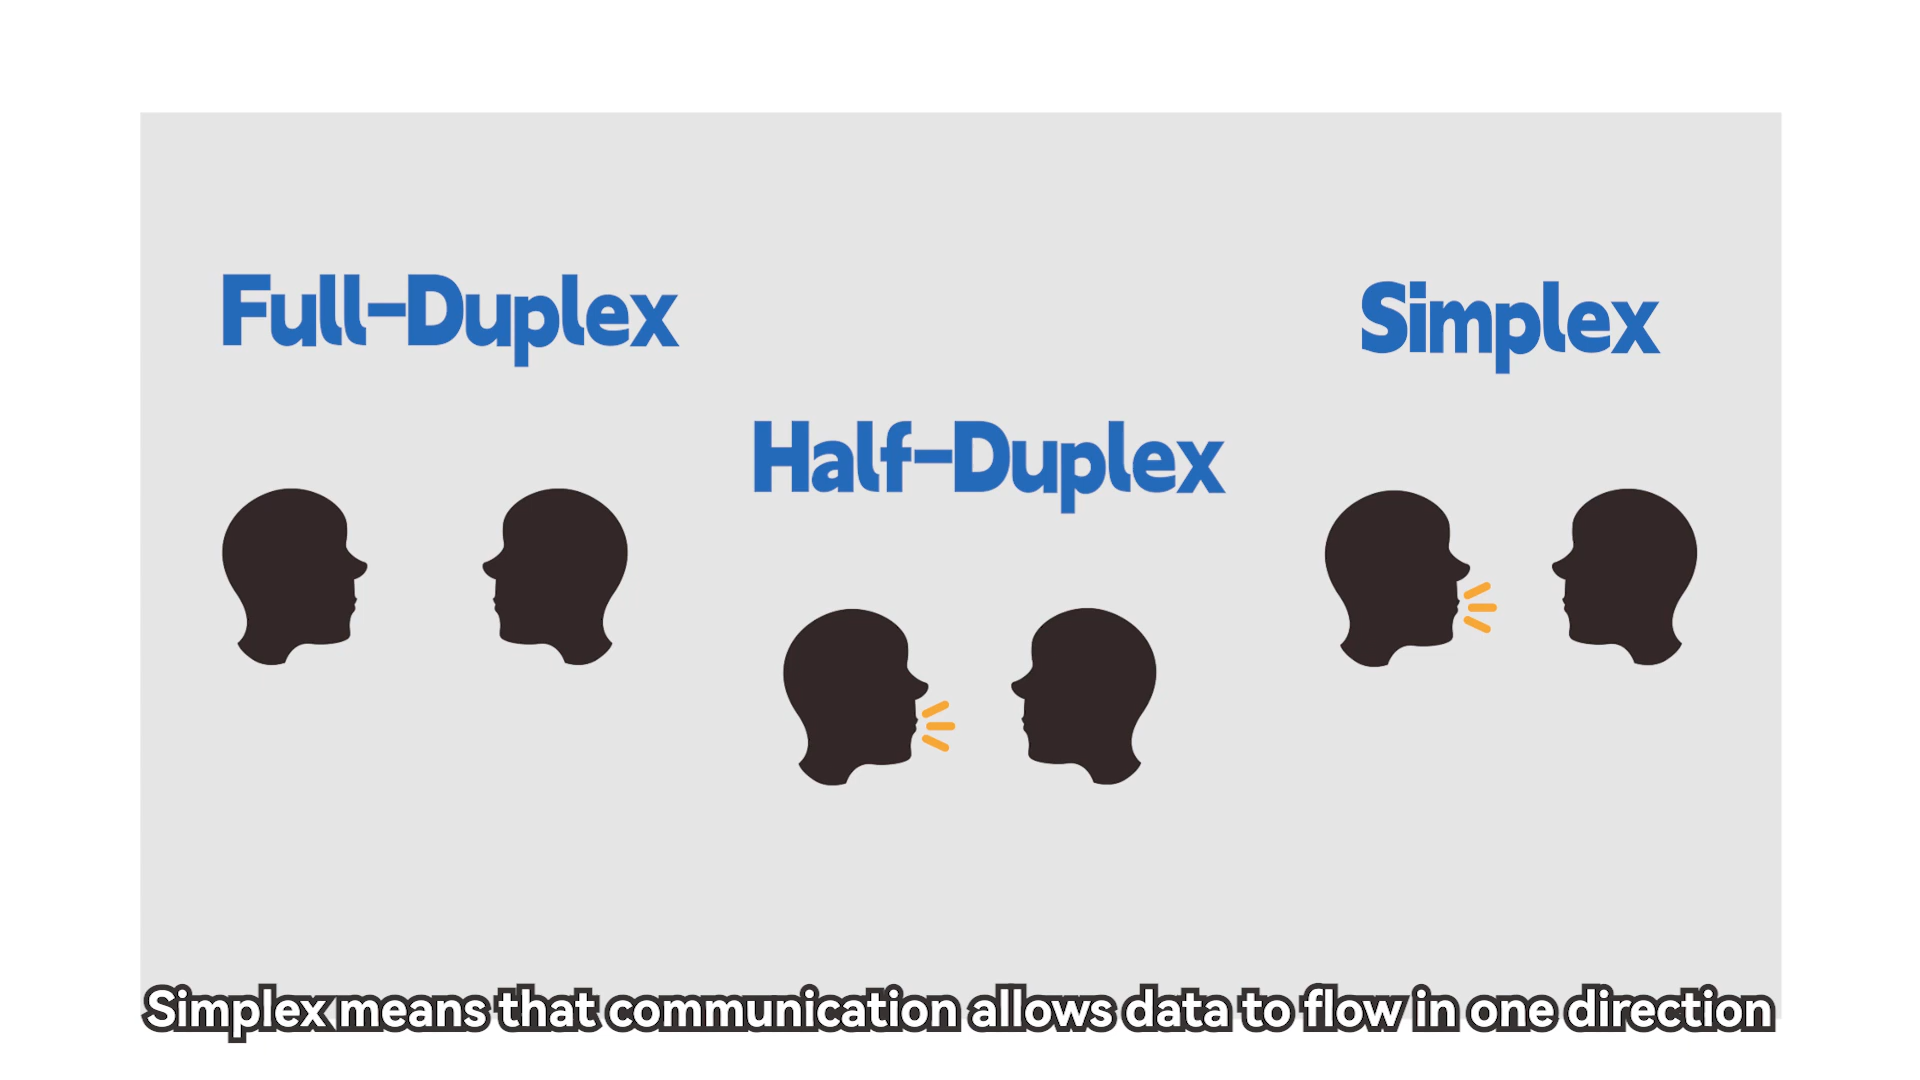 Full-Duplex
Simplex
Half-Duplex
Simplex means that communication allows data to flow in one direction